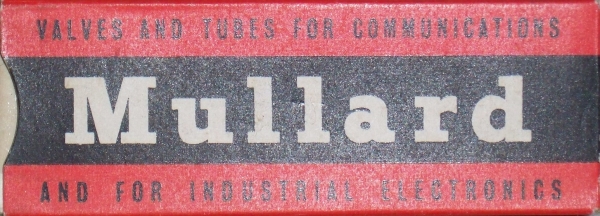 VALVES AND TUBES FOR COMMUNICATIONS
Mullard
AND FOR INDUSTRIAL ELECTRONICS